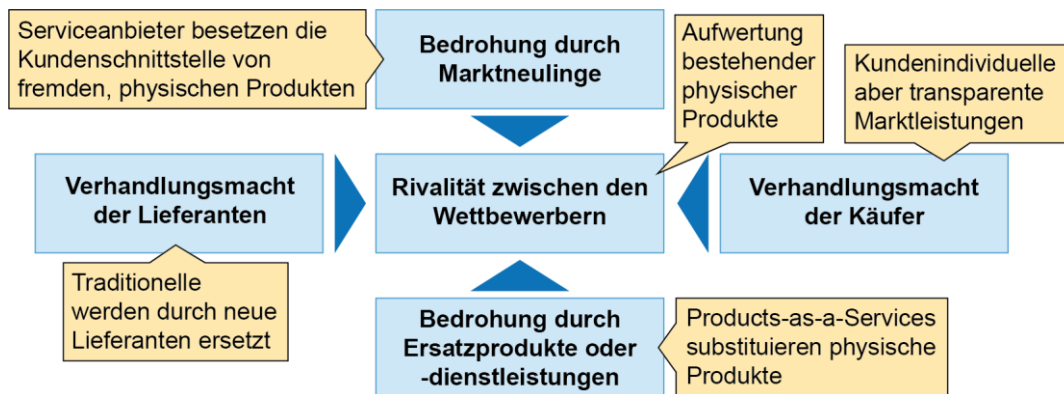 Serviceanbieter besetzen die
Kundenschnittstelle von
fremden, physischen Produkten
Bedrohung durch
Marktneulinge
Aufwertung
bestehender
physischer
Produkte
Kundenindividuelle
aber transparente
Marktleistungen
Verhandlungsmacht
der Lieferanten
Rivalität zwischen den
Wettbewerbern
Verhandlungsmacht
der Käufer
Traditionelle
werden durch neue
Lieferanten ersetzt
Bedrohung durch
Ersatzprodukte oder
-dienstleistungen
Products-as-a-Services
substituieren physische
Produkte